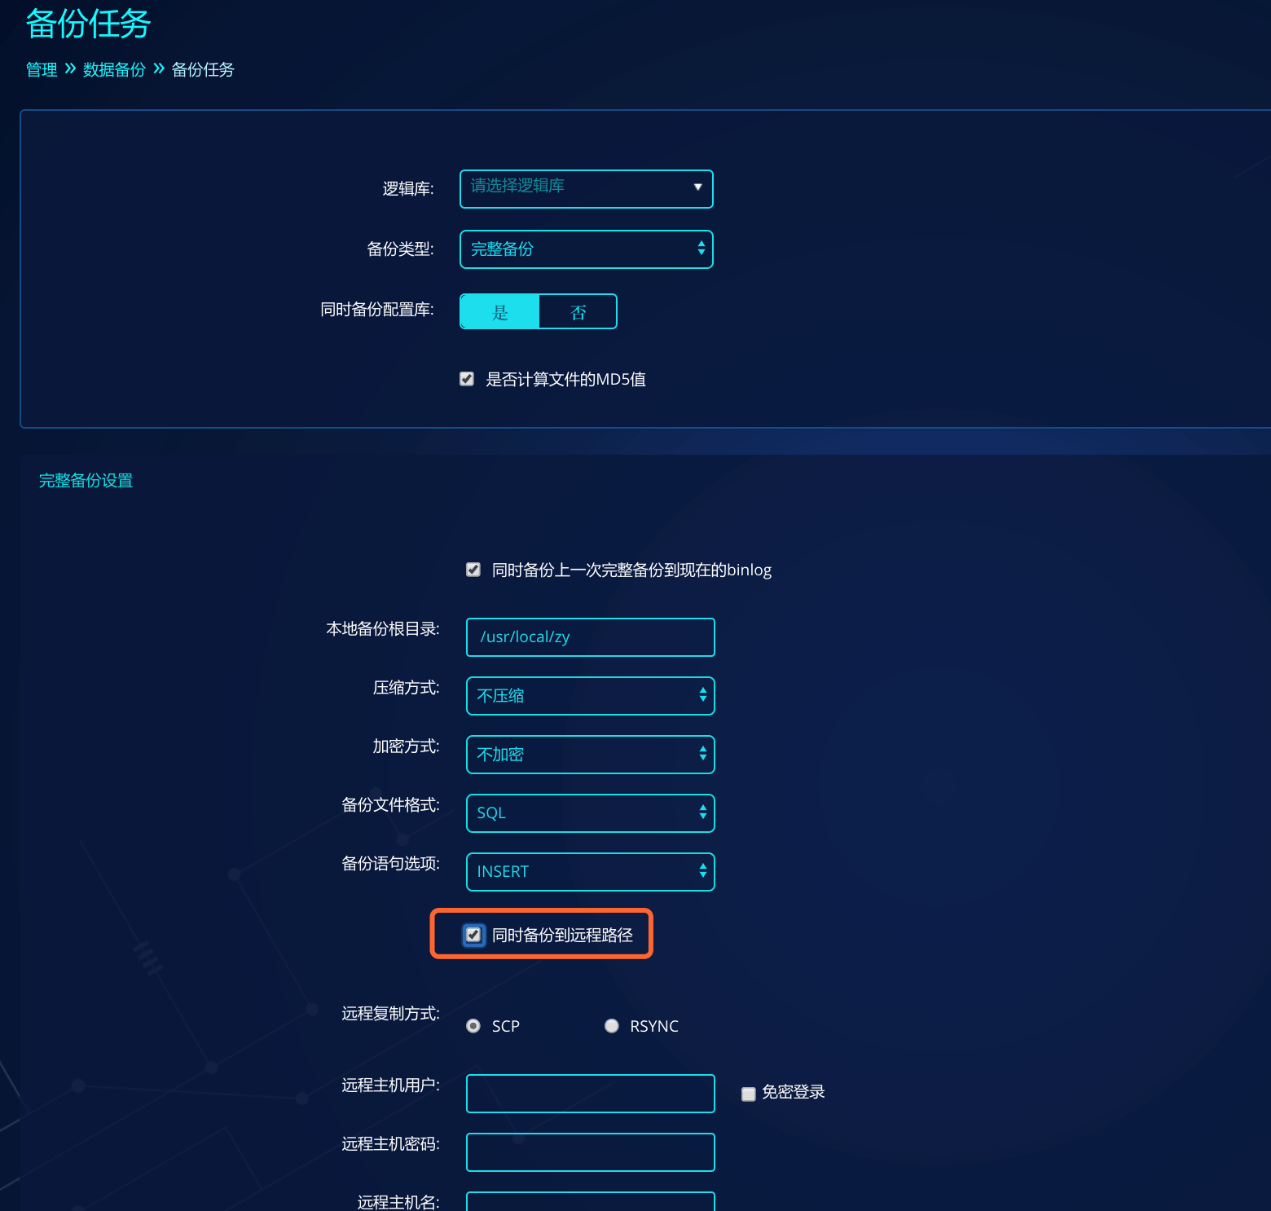 备份任务
管理 » 数据备份 » 备份任务
逻辑库: 请选择逻辑库
备份类型: 完整备份
同时备份配置库: 是 否
是否计算文件的MD5值
完整备份设置
同时备份上一次完整备份到现在的binlog
本地备份根目录: /usr/local/zy
压缩方式: 不压缩
加密方式: 不加密
备份文件格式: SQL
备份语句选项: INSERT
同时备份到远程路径
远程复制方式: SCP RSYNC
远程主机用户: 免密登录
远程主机密码:
远程主机名: